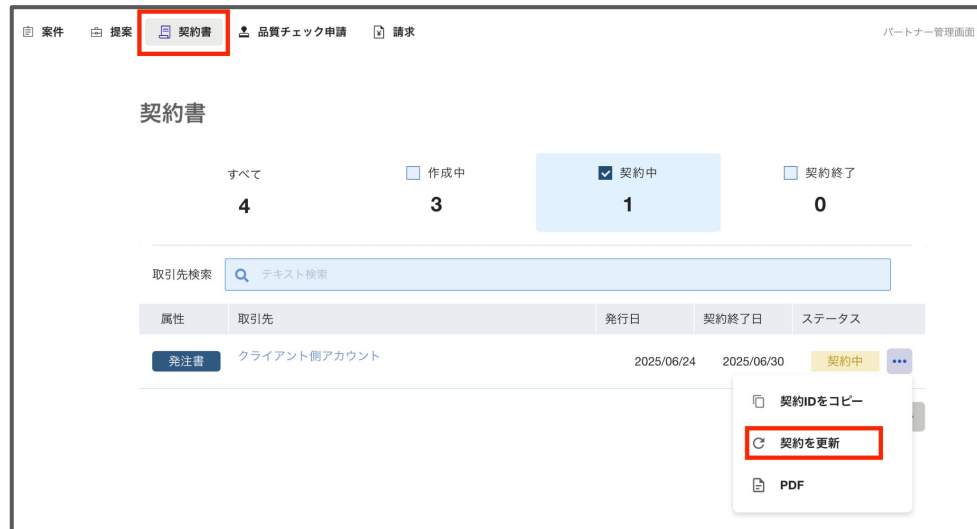 案件 提案 契約書 品質チェック申請 請求 パートナー管理画面
契約書
すべて 作成中 契約中 契約終了
4 3 1 0
取引先検索 テキスト検索
属性 取引先 発行日 契約終了日 ステータス
発注書 クライアント側アカウント 2025/06/24 2025/06/30 契約中
契約IDをコピー
契約を更新
PDF